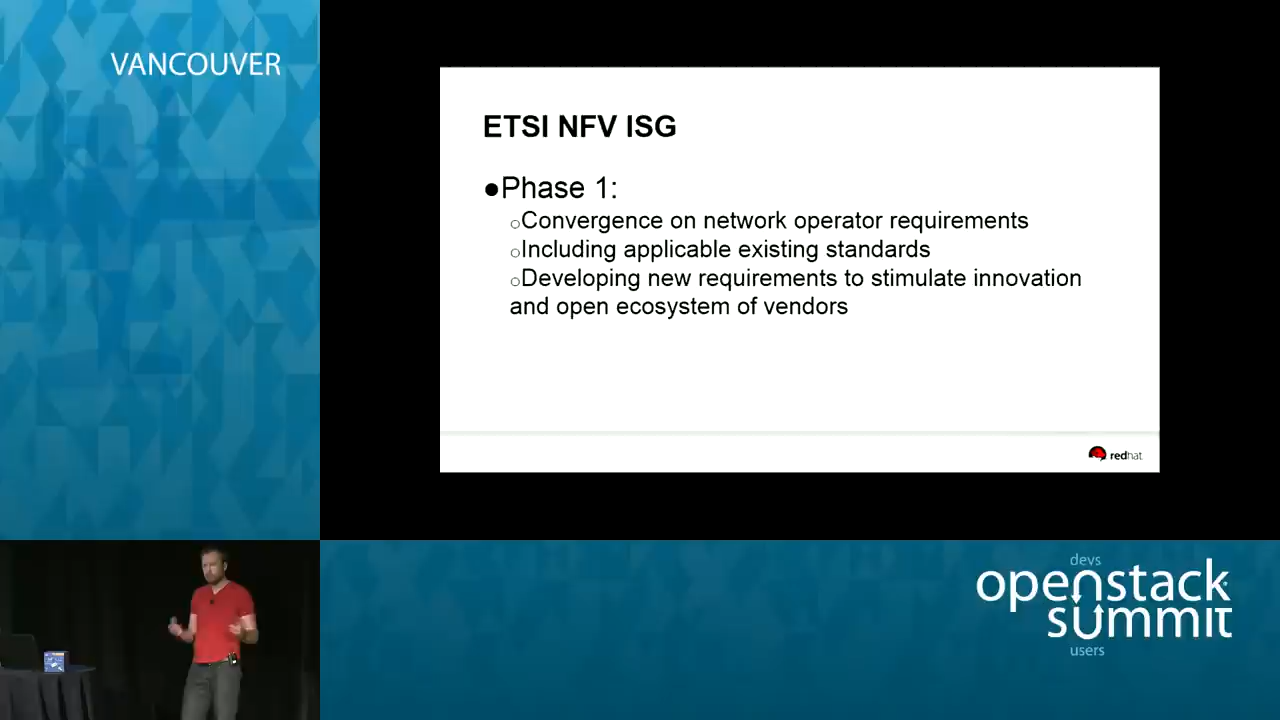 VANCOUVER
ETSI NFV ISG
●Phase 1:
○Convergence on network operator requirements
○Including applicable existing standards
○Developing new requirements to stimulate innovation
and open ecosystem of vendors
redhat
devs
openstack
summit
users